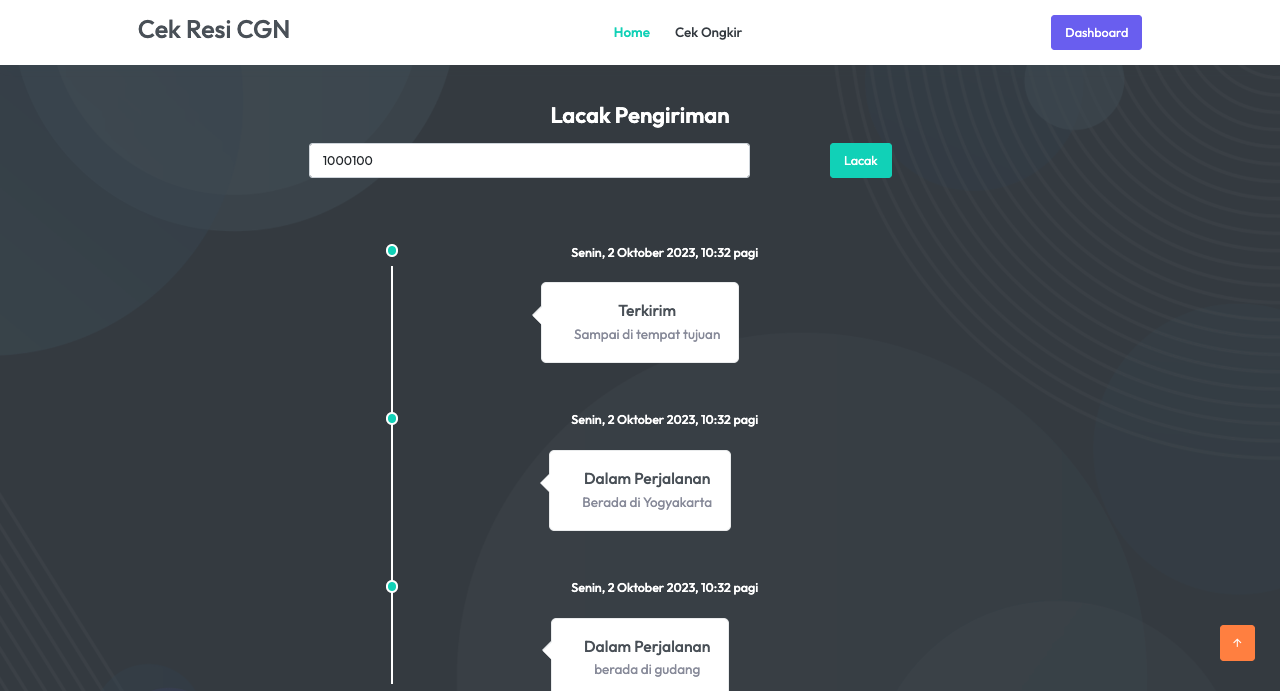 Cek Resi CGN
Home
Cek Ongkir
Dashboard
Lacak Pengiriman
1000100
Lacak
Senin, 2 Oktober 2023, 10:32 pagi
Terkirim
Sampai di tempat tujuan
Senin, 2 Oktober 2023, 10:32 pagi
Dalam Perjalanan
Berada di Yogyakarta
Senin, 2 Oktober 2023, 10:32 pagi
Dalam Perjalanan
berada di gudang